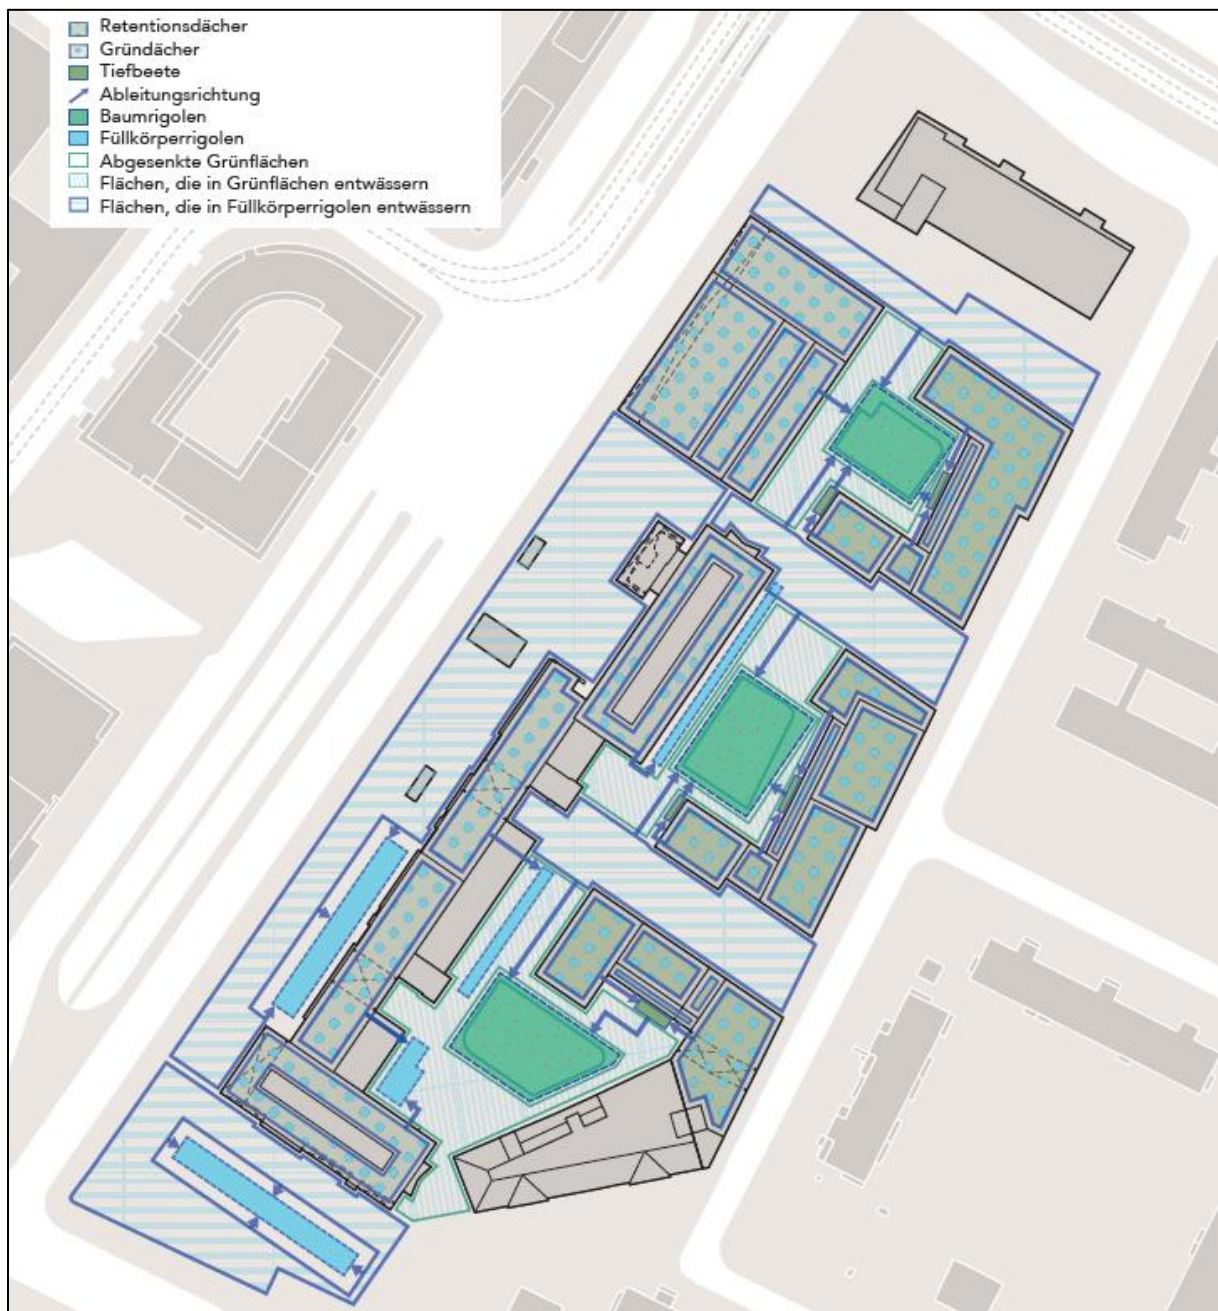 Retentionsdächer
Gründächer
Tiefbeete
Ableitungsrichtung
Baumrigolen
Füllkörperrigolen
Abgesenkte Grünflächen
Flächen, die in Grünflächen entwässern
Flächen, die in Füllkörperrigolen entwässern